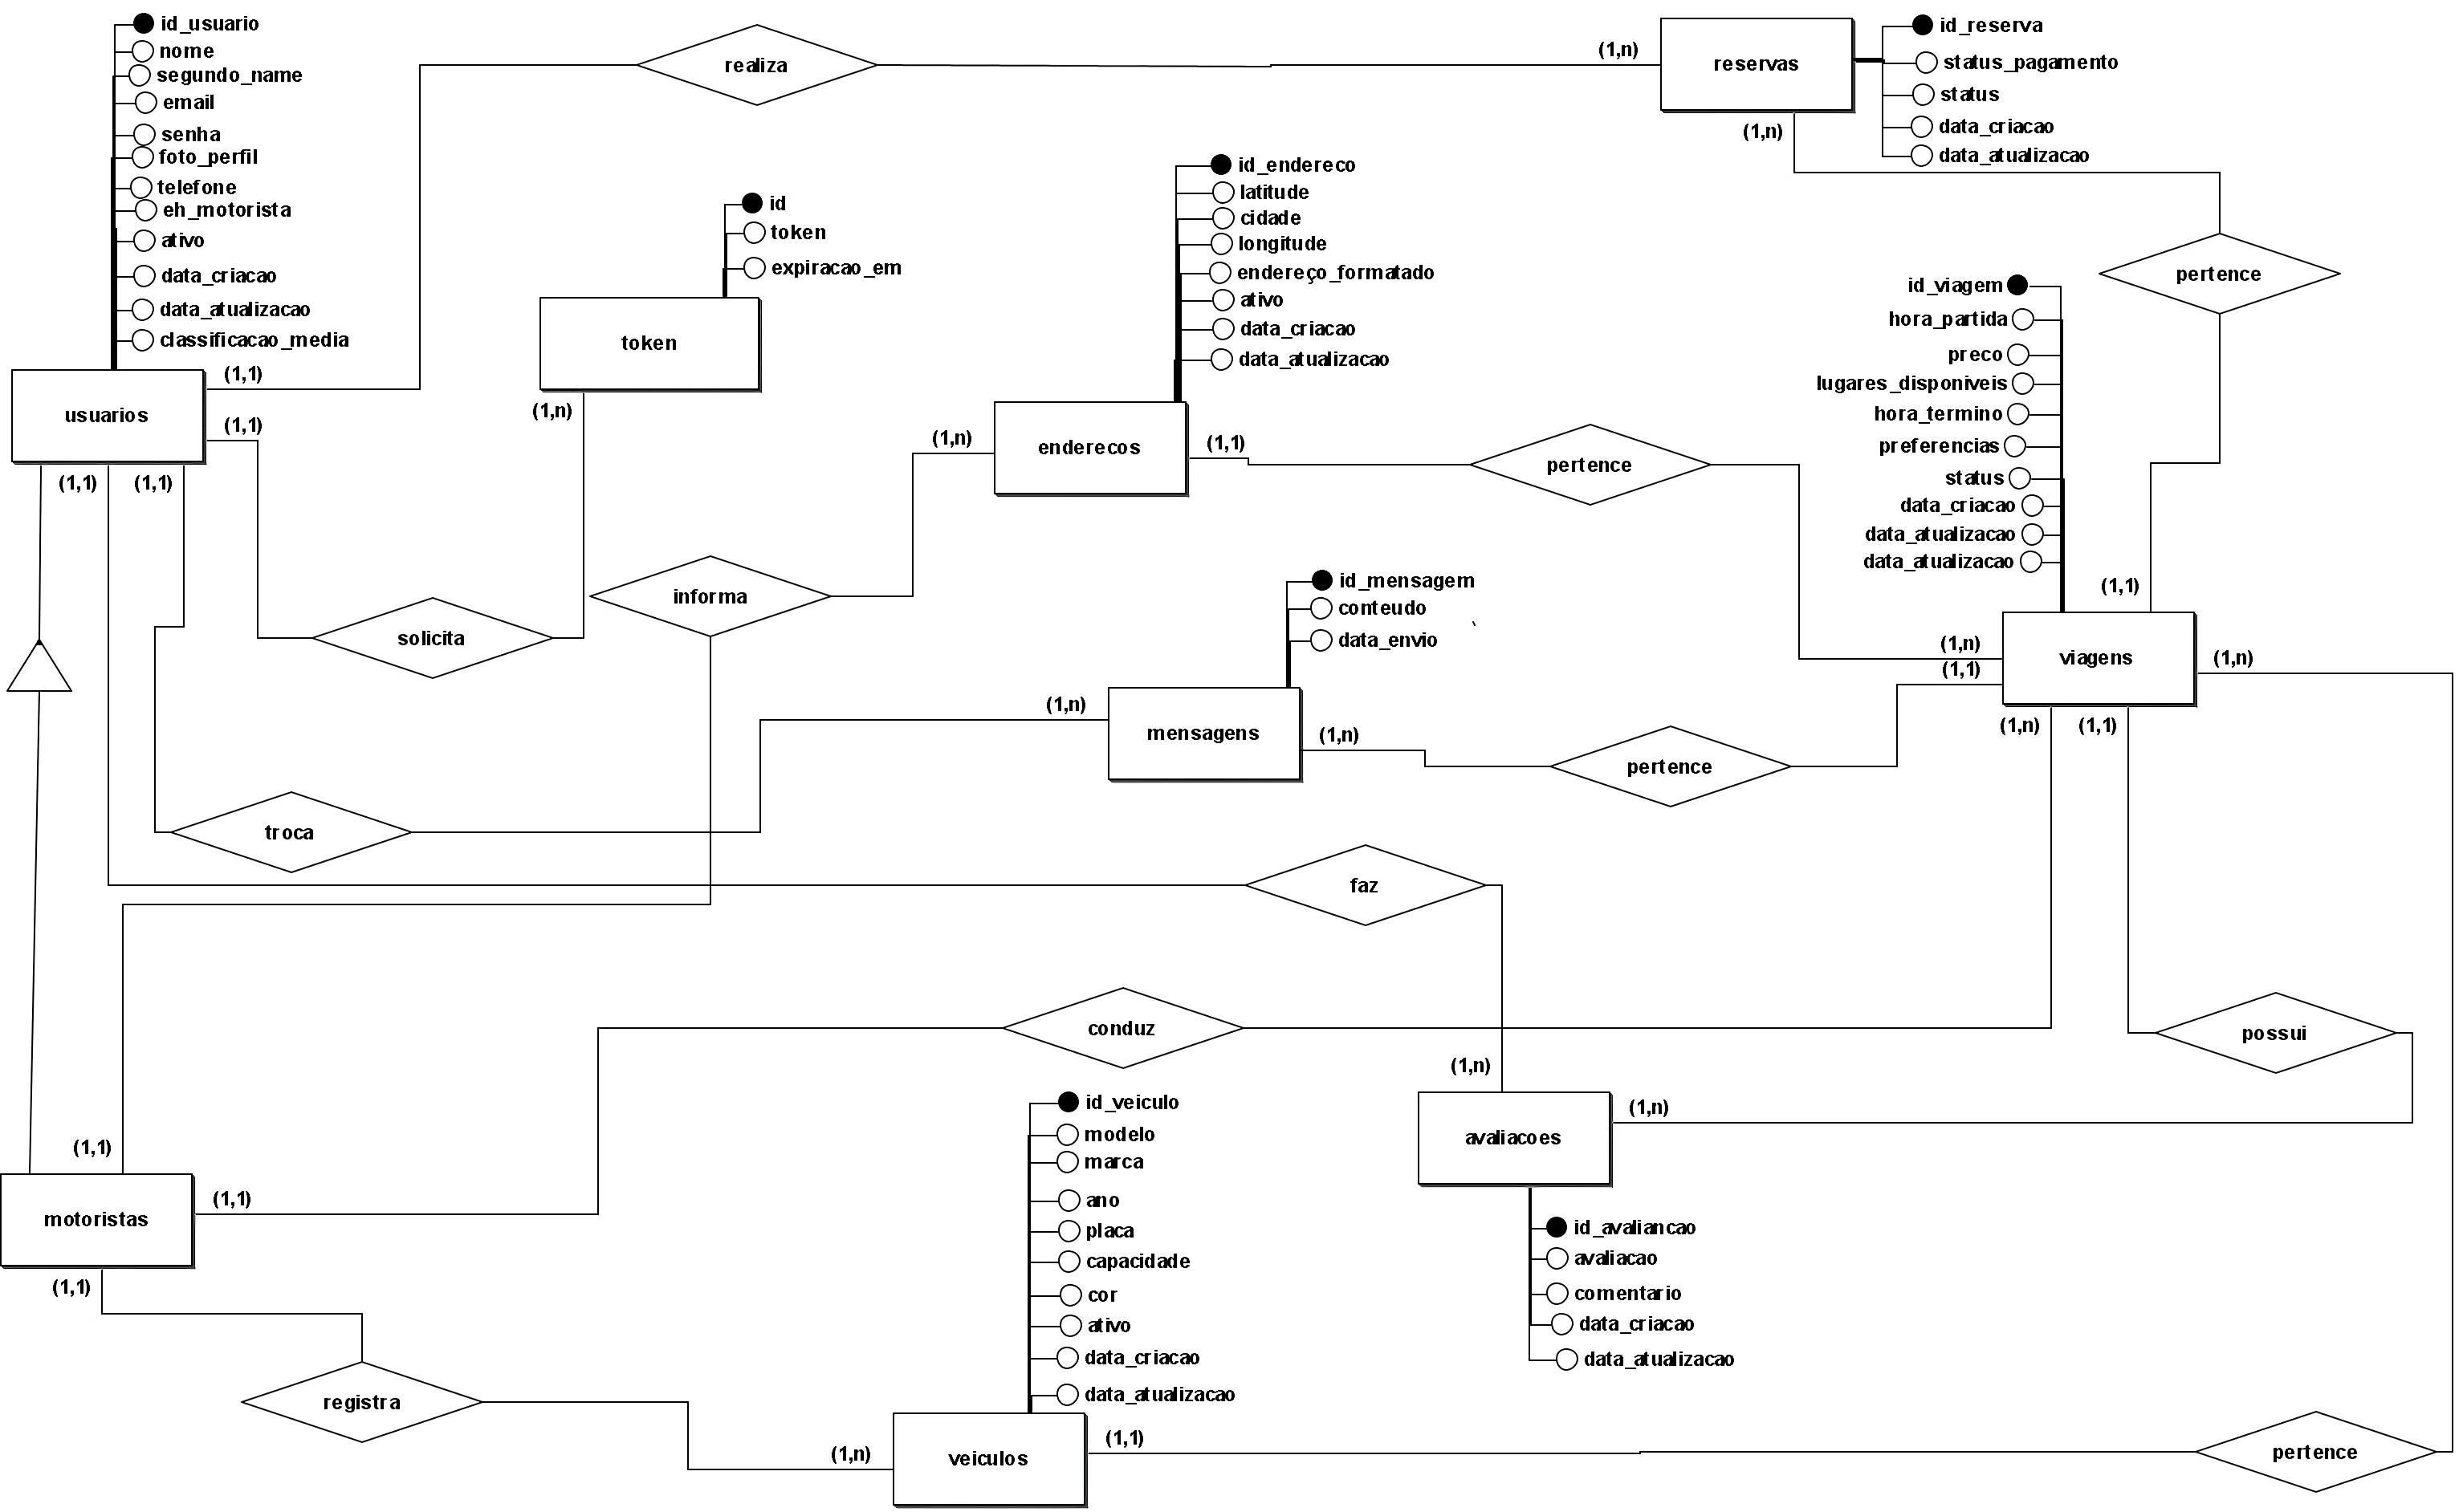 id_usuario
nome
segundo_name
email
senha
foto_perfil
telefone
eh_motorista
ativo
data_criacao
data_atualizacao
classificacao_media
usuarios
(1,1)
(1,1)
(1,1)
(1,1)
realiza
(1,n)
reservas
(1,n)
id_reserva
status_pagamento
status
data_criacao
data_atualizacao
pertence
id
token
expiracao_em
token
(1,n)
solicita
id_endereco
latitude
cidade
longitude
endereço_formatado
ativo
data_criacao
data_atualizacao
(1,n)
enderecos
(1,1)
pertence
informa
id_viagem
hora_partida
preco
lugares_disponiveis
hora_termino
preferencias
status
data_criacao
data_atualizacao
data_atualizacao
(1,1)
(1,n)
(1,1)
viagens
(1,n)
(1,n)
(1,1)
id_mensagem
conteudo
data_envio
`
(1,n)
mensagens
(1,n)
pertence
troca
faz
conduz
possui
(1,n)
avaliacoes
(1,n)
id_avaliancao
avaliacao
comentario
data_criacao
data_atualizacao
(1,1)
motoristas
(1,1)
(1,1)
registra
id_veiculo
modelo
marca
ano
placa
capacidade
cor
ativo
data_criacao
data_atualizacao
(1,n)
veiculos
(1,1)
pertence